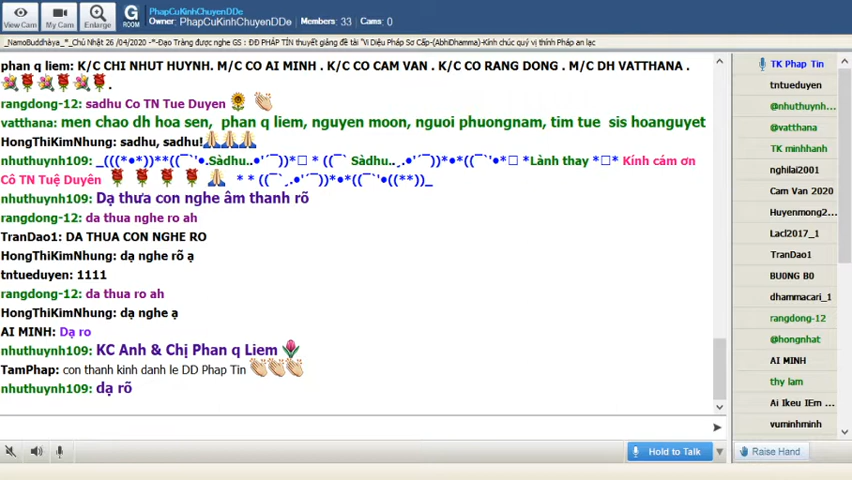 PhapCuKinhChuyenDDe
Owner: PhapCuKinhChuyenDDe Members: 33 Cams: 0
View Cam
My Cam
Enlarge
G
ROOM
_NamoBuddhàya_*_Chủ Nhật 26 /04/2020 -*-Đạo Tràng được nghe GS : ĐĐ PHÁP TÍN thuyết giảng đề tài "Vi Diệu Pháp Sơ Cấp-(AbhiDhamma)-Kính chúc quý vị thính Pháp an lạc
phan q liem: K/C CHI NHUT HUYNH. M/C CO AI MINH . K/C CO CAM VAN . K/C CO RANG DONG . M/C DH VATTHANA .
.
rangdong-12: sadhu Co TN Tue Duyen
vatthana: men chao dh hoa sen, phan q liem, nguyen moon, nguoi phuongnam, tim tue sis hoanguyet
HongThiKimNhung: sadhu, sadhu!
nhuthuynh109: _(((*•*))**((¯`'•.Sàdhu..•'´¯))*□ * ((¯` Sàdhu..¸.•'´¯))*•*((¯`'•*□ *Lành thay *□* Kính cám ơn
Cô TN Tuệ Duyên * * ((¯`¸.•'´¯))*•*((¯`'•((**))_
nhuthuynh109: Dạ thưa con nghe âm thanh rõ
rangdong-12: da thua nghe ro ah
TranDao1: DA THUA CON NGHE RO
HongThiKimNhung: dạ nghe rõ ạ
tntueduyen: 1111
rangdong-12: da thua ro ah
HongThiKimNhung: dạ nghe ạ
AI MINH: Dạ ro
nhuthuynh109: KC Anh & Chị Phan q Liem
TamPhap: con thanh kinh danh le DD Phap Tin
nhuthuynh109: dạ rõ
TK Phap Tin
tntueduyen
@nhuthuynh...
@vatthana
TK minhhanh
nghilai2001
Cam Van 2020
Huyenmong2...
Lacl2017_1
TranDao1
BU0NG B0
dhammacari_1
rangdong-12
@hongnhat
AI MINH
thy lam
Ai Ikeu IEm ...
vuminhminh
Hold to Talk
Raise Hand